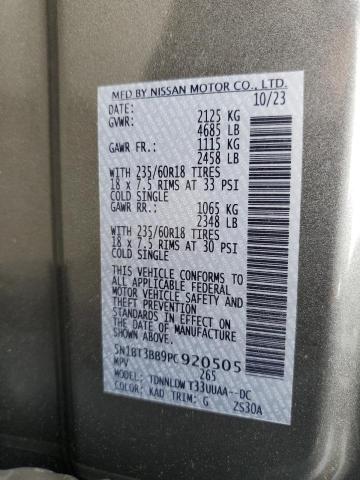 MFD BY NISSAN MOTOR CO., LTD.
DATE: 10/23
GVWR: 2125 KG
4685 LB
GAWR FR.: 1115 KG
2458 LB
WITH 235/60R18 TIRES
18 x 7.5 RIMS AT 33 PSI
COLD SINGLE
GAWR RR.: 1065 KG
2348 LB
WITH 235/60R18 TIRES
18 x 7.5 RIMS AT 30 PSI
COLD SINGLE
THIS VEHICLE CONFORMS TO
ALL APPLICABLE FEDERAL
MOTOR VEHICLE SAFETY AND
THEFT PREVENTION
STANDARDS IN EFFECT ON
THE DATE OF MANUFACTURE
SHOWN ABOVE.
5N1BT3BB9PC920505
MPV 265
TDNNLDWT33UUAA--DC
COLOR: KAD TRIM: G ZS30A